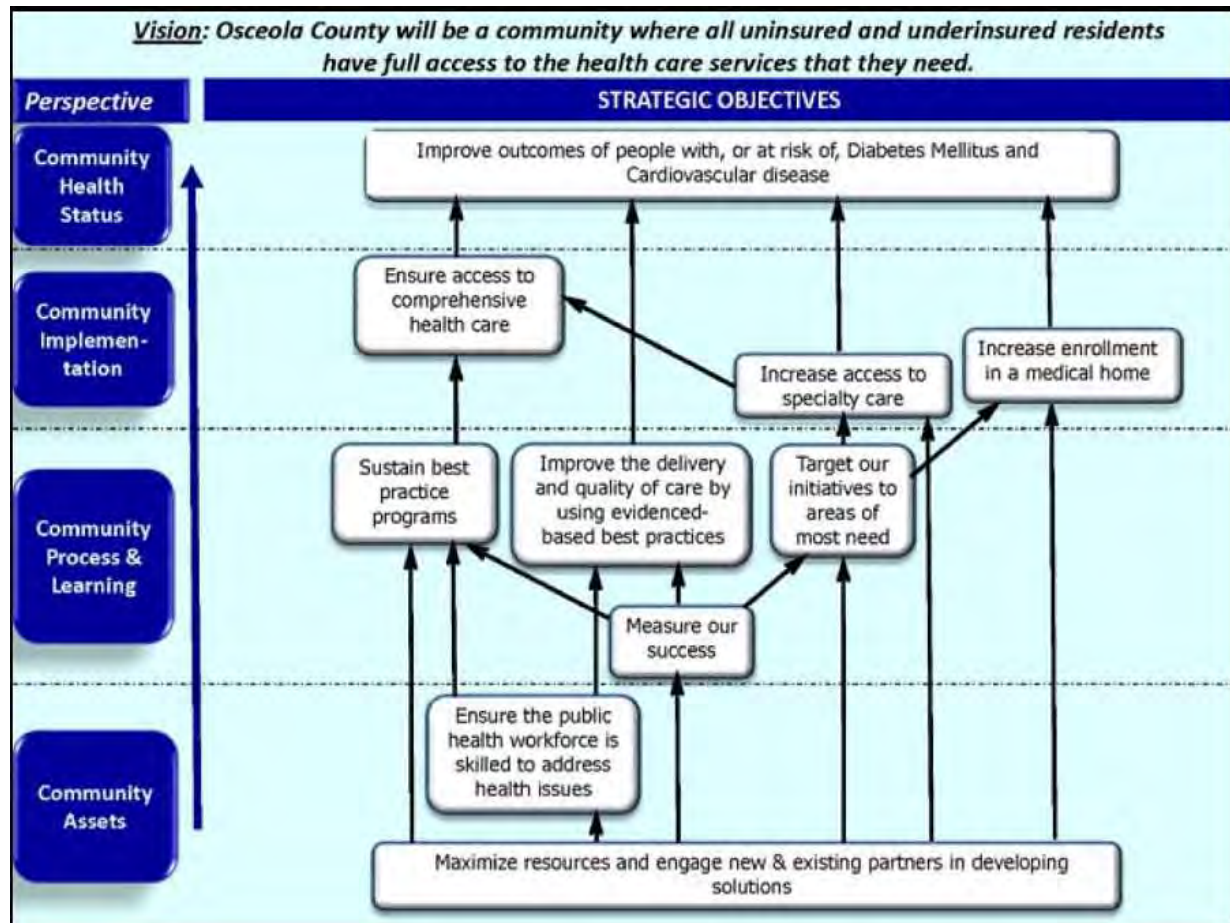 Vision: Osceola County will be a community where all uninsured and underinsured residents
have full access to the health care services that they need.
Perspective
STRATEGIC OBJECTIVES
Community
Health
Status
Improve outcomes of people with, or at risk of, Diabetes Mellitus and
Cardiovascular disease
Community
Implemen-
tation
Ensure access to
comprehensive
health care
Increase access to
specialty care
Increase enrollment
in a medical home
Community
Process &
Learning
Sustain best
practice
programs
Improve the delivery
and quality of care by
using evidenced-
based best practices
Target our
initiatives to
areas of
most need
Measure our
success
Community
Assets
Ensure the public
health workforce is
skilled to address
health issues
Maximize resources and engage new & existing partners in developing
solutions